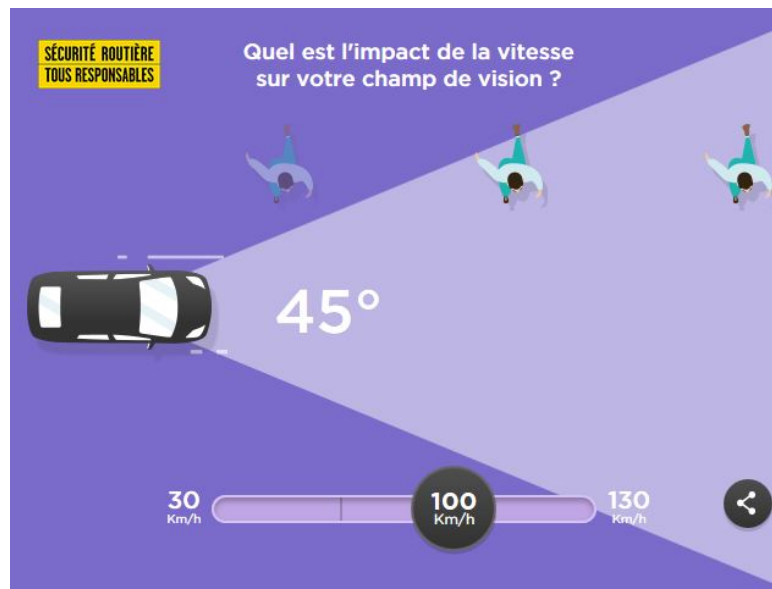 SÉCURITÉ ROUTIÈRE
TOUS RESPONSABLES
Quel est l'impact de la vitesse
sur votre champ de vision ?
45°
30
Km/h
100
Km/h
130
Km/h